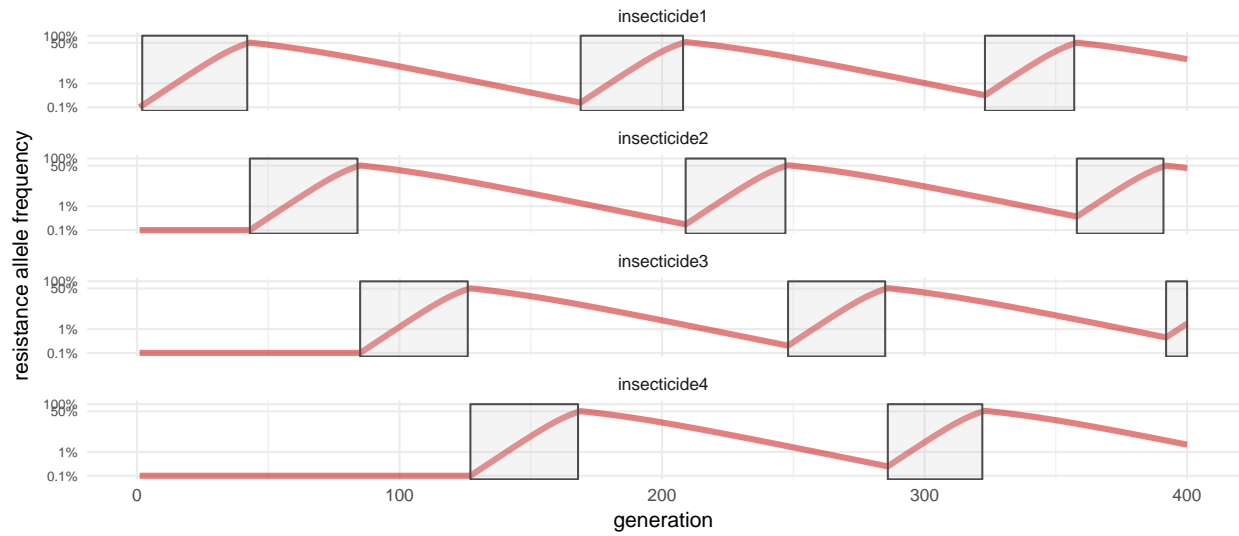 insecticide1
100%
50%
1%
0.1%
insecticide2
100%
50%
1%
0.1%
insecticide3
100%
50%
1%
0.1%
insecticide4
100%
50%
1%
0.1%
0 100 200 300 400
generation
resistance allele frequency